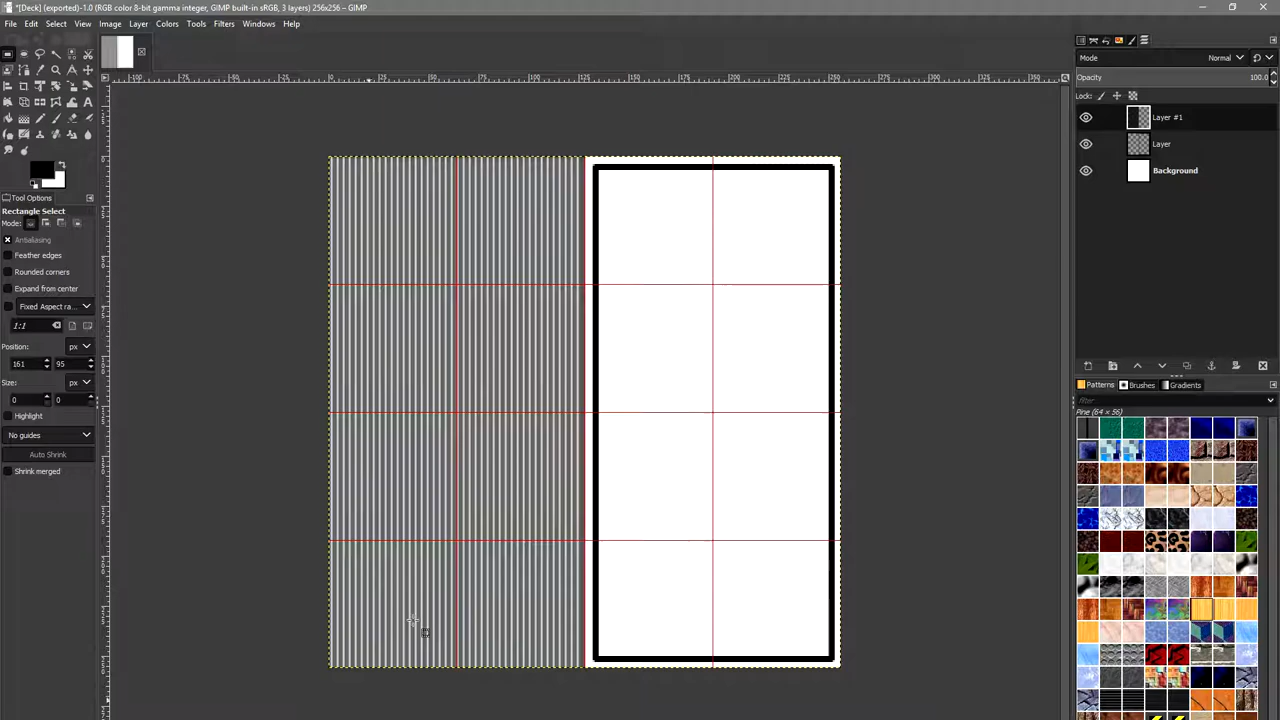 *[Deck] (exported)-1.0 (RGB color 8-bit gamma integer, GIMP built-in sRGB, 3 layers) 256x256 – GIMP
File Edit Select View Image Layer Colors Tools Filters Windows Help
Mode Normal
Opacity 100.0
Lock:
Layer #1
Layer
Background
Tool Options
Rectangle Select
Mode:
Antialiasing
Feather edges
Rounded corners
Expand from center
Fixed Aspect ra...
1:1
Position:
px
161 95
Size:
px
0 0
Highlight
No guides
Auto Shrink
Shrink merged
Patterns Brushes Gradients
filter
Pine (64 × 56)